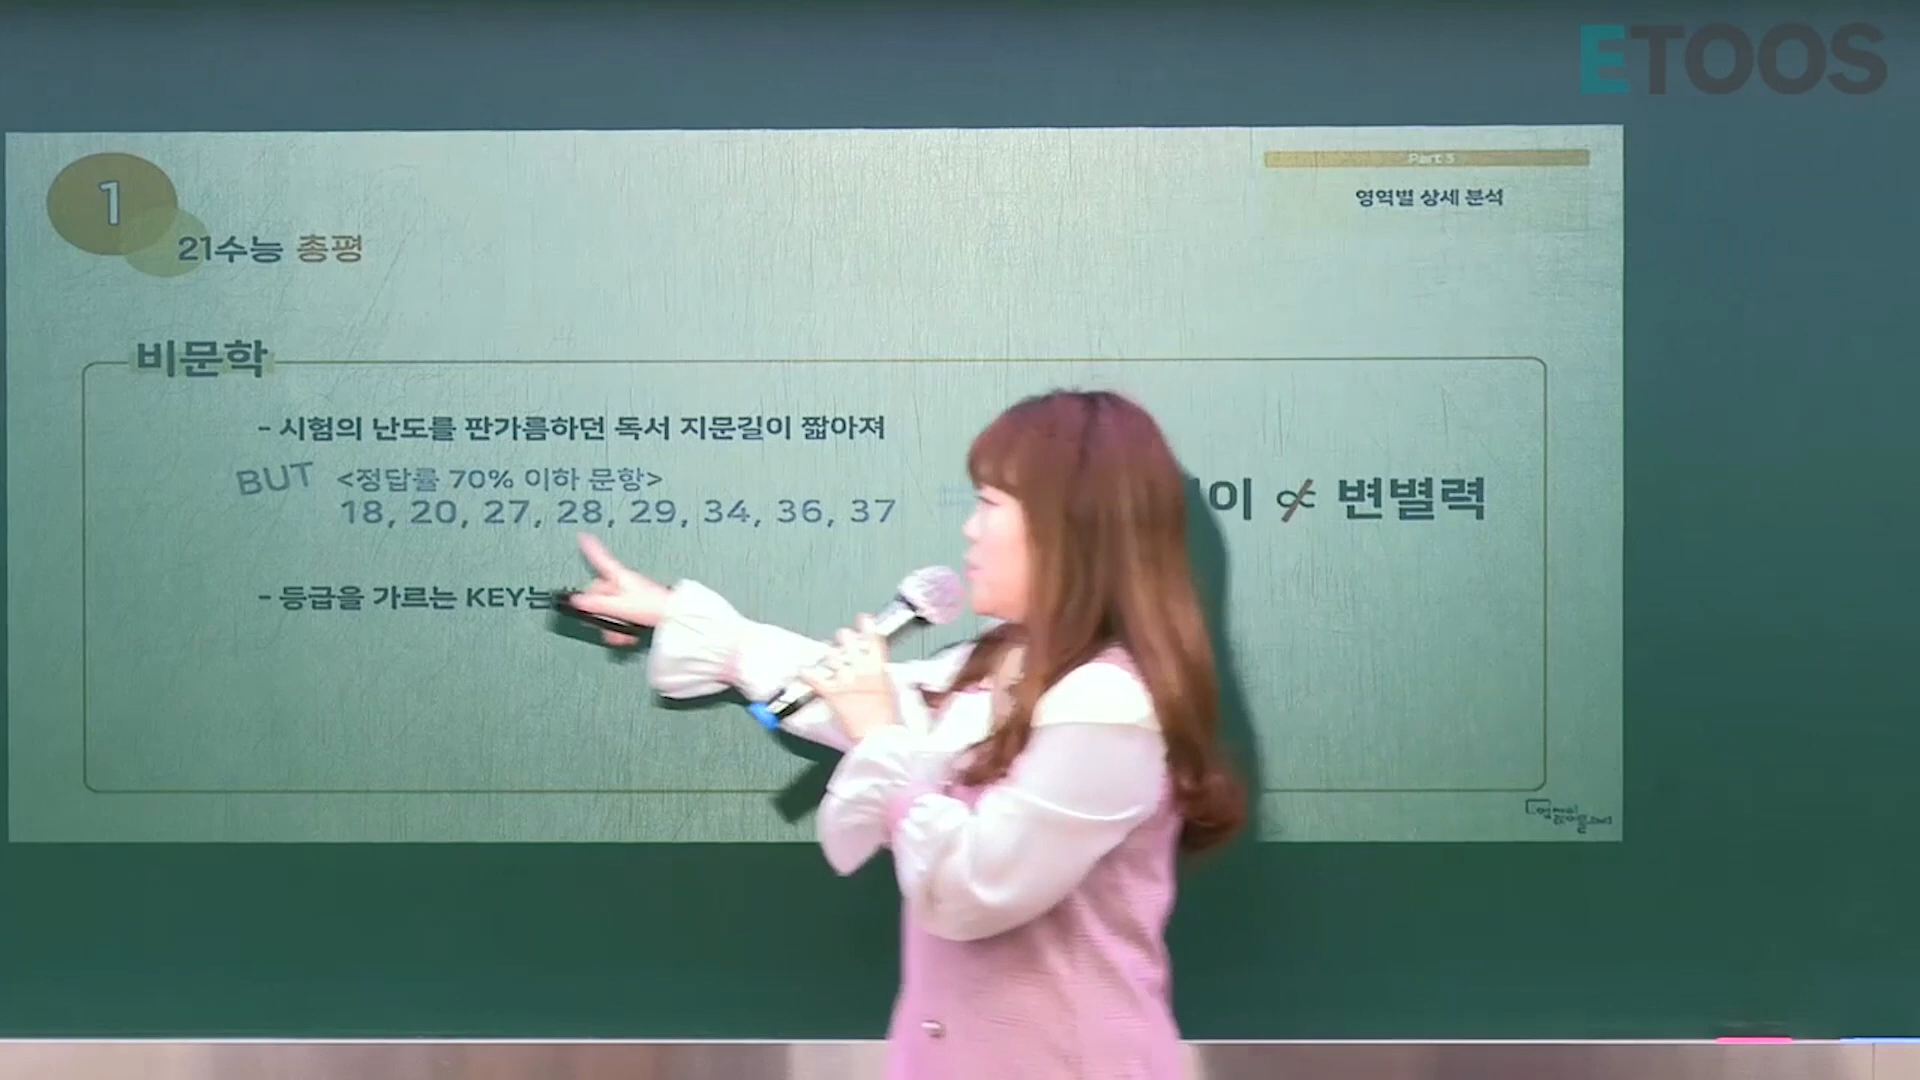 ETOOS
Part 3
영역별 상세 분석
1
21수능 총평
비문학
- 시험의 난도를 판가름하던 독서 지문길이 짧아져
BUT <정답률 70% 이하 문항>
18, 20, 27, 28, 29, 34, 36, 37
이 ∝ 변별력
- 등급을 가르는 KEY는